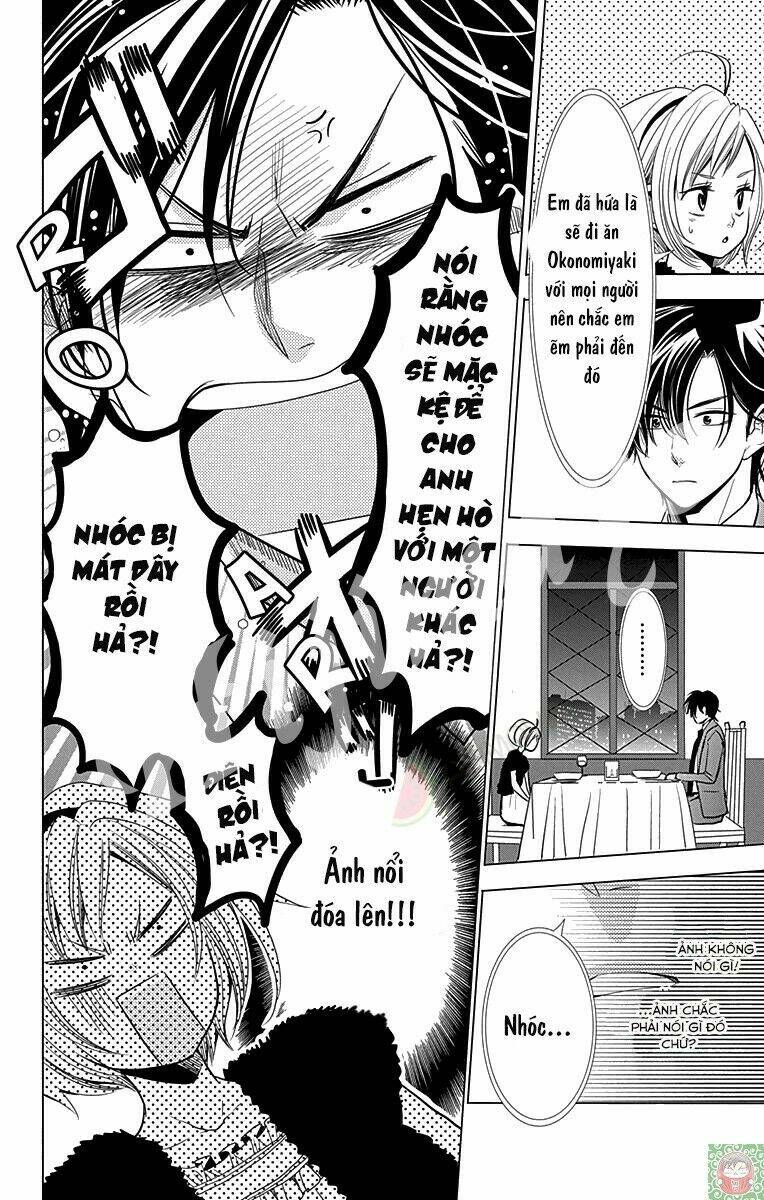 Em đã hứa là
sẽ đi ăn
Okonomiyaki
với mọi người
nên chắc em
ẽm phải đến
đó
........
ẢNH KHÔNG
NÓI GÌ!
...ẢNH CHẮC
PHẢI NÓI GÌ ĐÓ
CHỨ?
Nhóc...
NÓI
RẰNG
NHÓC
SẼ MẶC
KỆ ĐỂ
CHO
ANH
HẸN HÒ
VỚI MỘT
NGƯỜI
KHÁC
HẢ?!
NHÓC BỊ
MÁT DÂY
RỒI
HẢ?!
ĐIÊN
RỒI
HẢ?!
Ảnh nổi
đóa lên!!!
R
O
A
R
!